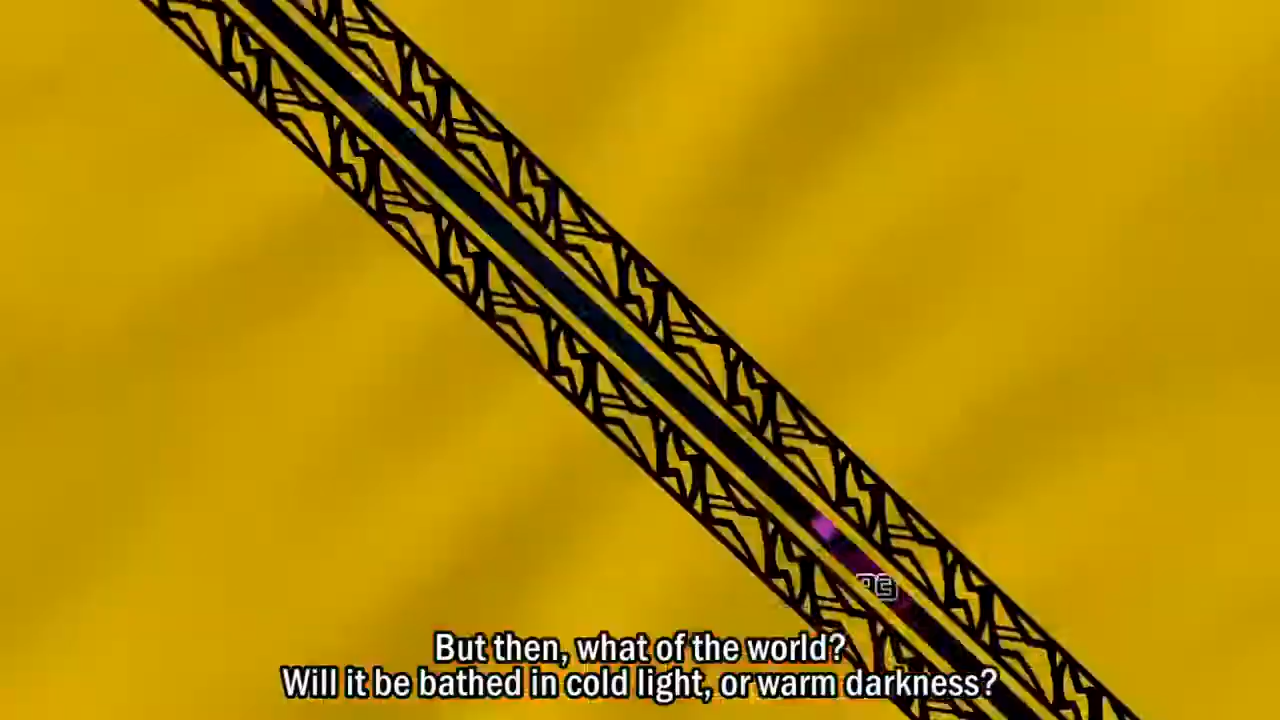 But then, what of the world?
Will it be bathed in cold light, or warm darkness?